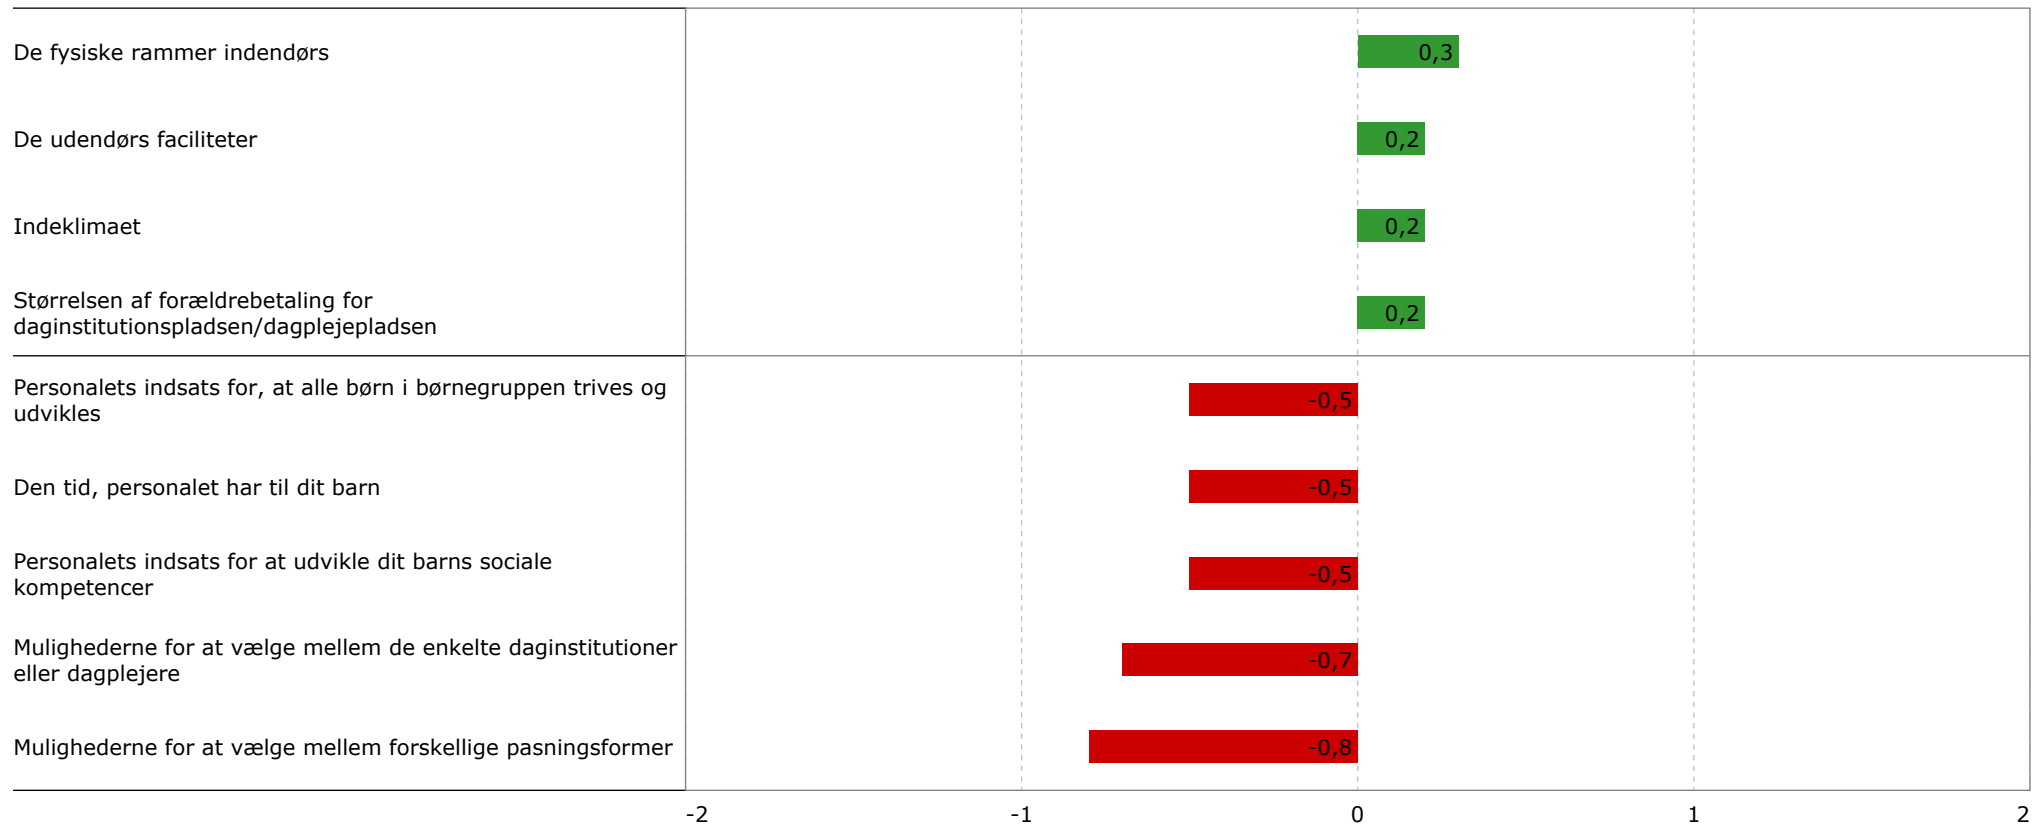 De fysiske rammer indendørs
0,3
De udendørs faciliteter
0,2
Indeklimaet
0,2
Størrelsen af forældrebetaling for
daginstitutionspladsen/dagplejepladsen
0,2
Personalets indsats for, at alle børn i børnegruppen trives og
udvikles
-0,5
Den tid, personalet har til dit barn
-0,5
Personalets indsats for at udvikle dit barns sociale
kompetencer
-0,5
Mulighederne for at vælge mellem de enkelte daginstitutioner
eller dagplejere
-0,7
Mulighederne for at vælge mellem forskellige pasningsformer
-0,8
-2 -1 0 1 2